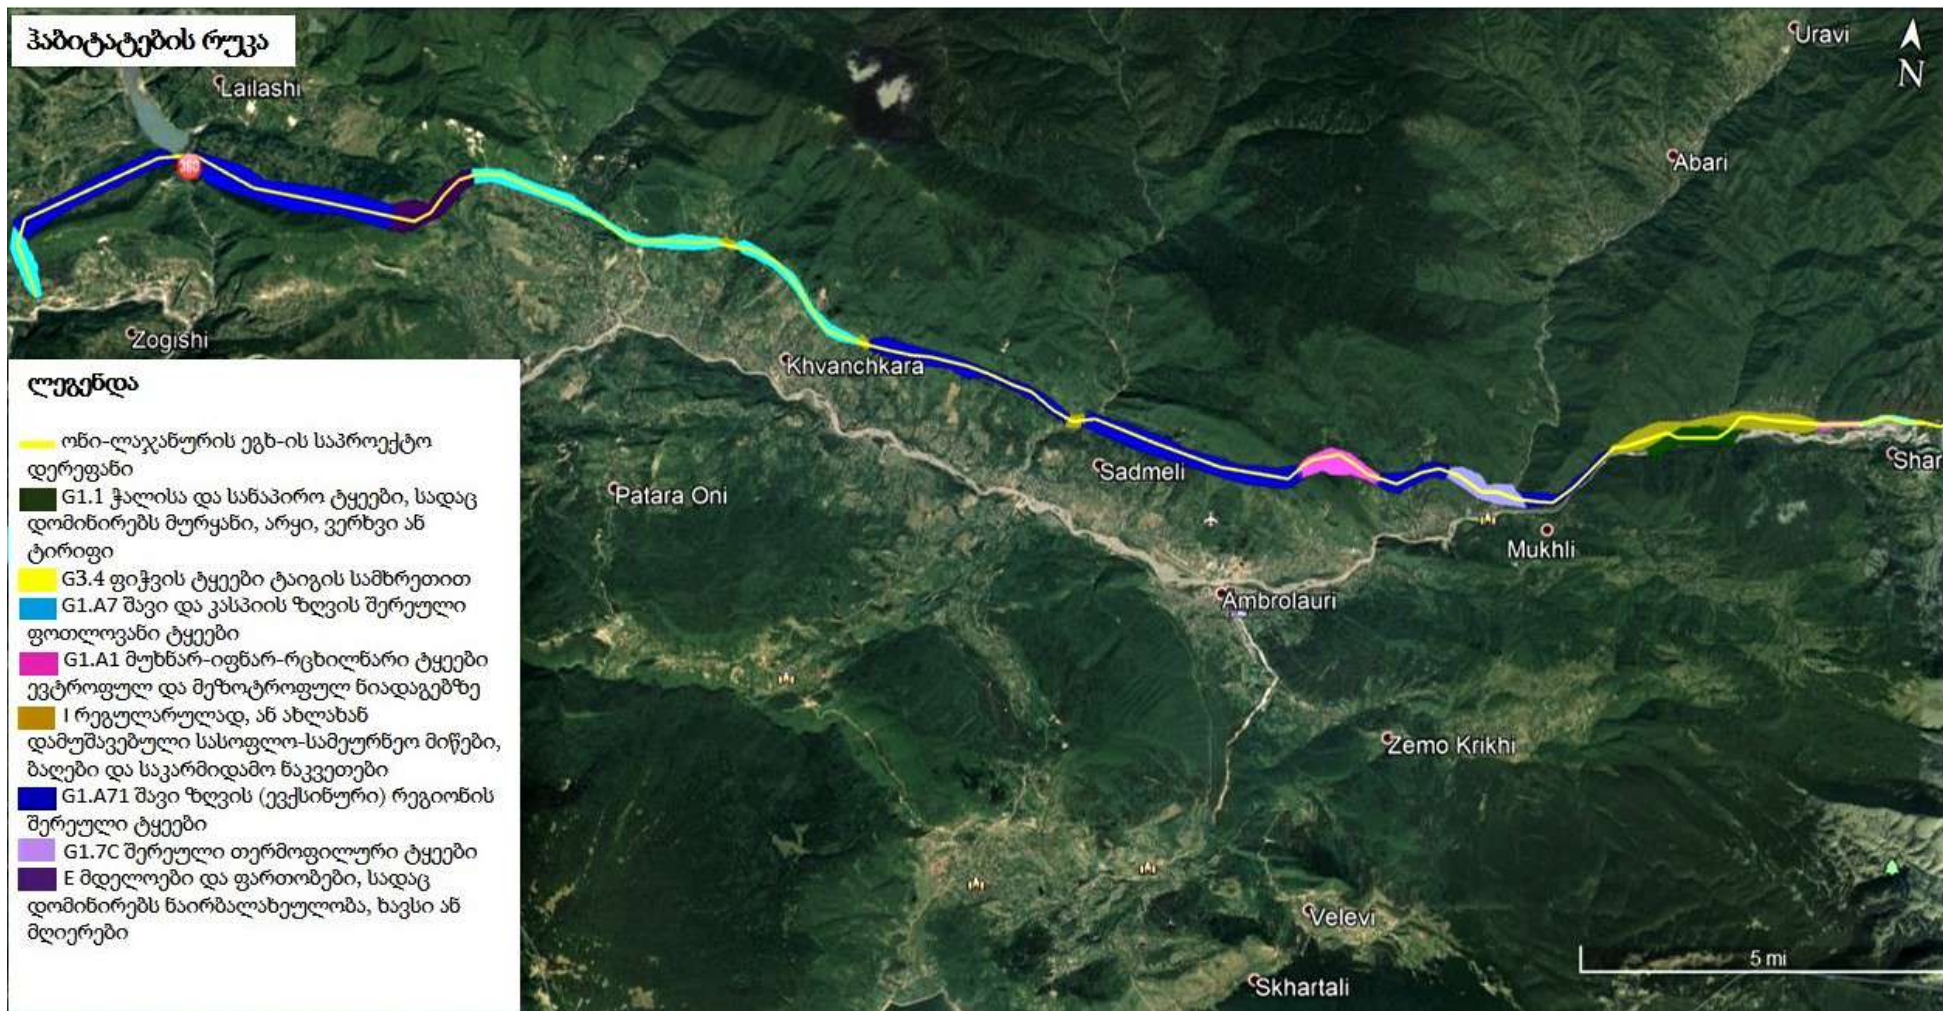 ჰაბიტატების რუკა
Uravi
N
Lailashi
Abari
360
Zogishi
Khvanchkara
Sadmeli
Shar
Patara Oni
Mukhli
Ambrolauri
Zemo Krikhi
Velevi
5 mi
Skhartali
ლეგენდა
ონი-ლაჯანურის ეგხ-ის საპროექტო
დერეფანი
G1.1 ჭალისა და სანაპირო ტყეები, სადაც
დომინირებს მურყანი, არყი, ვერხვი ან
ტირიფი
G3.4 ფიჭვის ტყეები ტაიგის სამხრეთით
G1.A7 შავი და კასპიის ზღვის შერეული
ფოთლოვანი ტყეები
G1.A1 მუხნარ-იფნარ-რცხილნარი ტყეები
ევტროფულ და მეზოტროფულ ნიადაგებზე
I რეგულარულად, ან ახლახან
დამუშავებული სასოფლო-სამეურნეო მიწები,
ბაღები და საკარმიდამო ნაკვეთები
G1.A71 შავი ზღვის (ევქსინური) რეგიონის
შერეული ტყეები
G1.7C შერეული თერმოფილური ტყეები
E მდელოები და ფართობები, სადაც
დომინირებს ნაირბალახეულობა, ხავსი ან
მღიერები